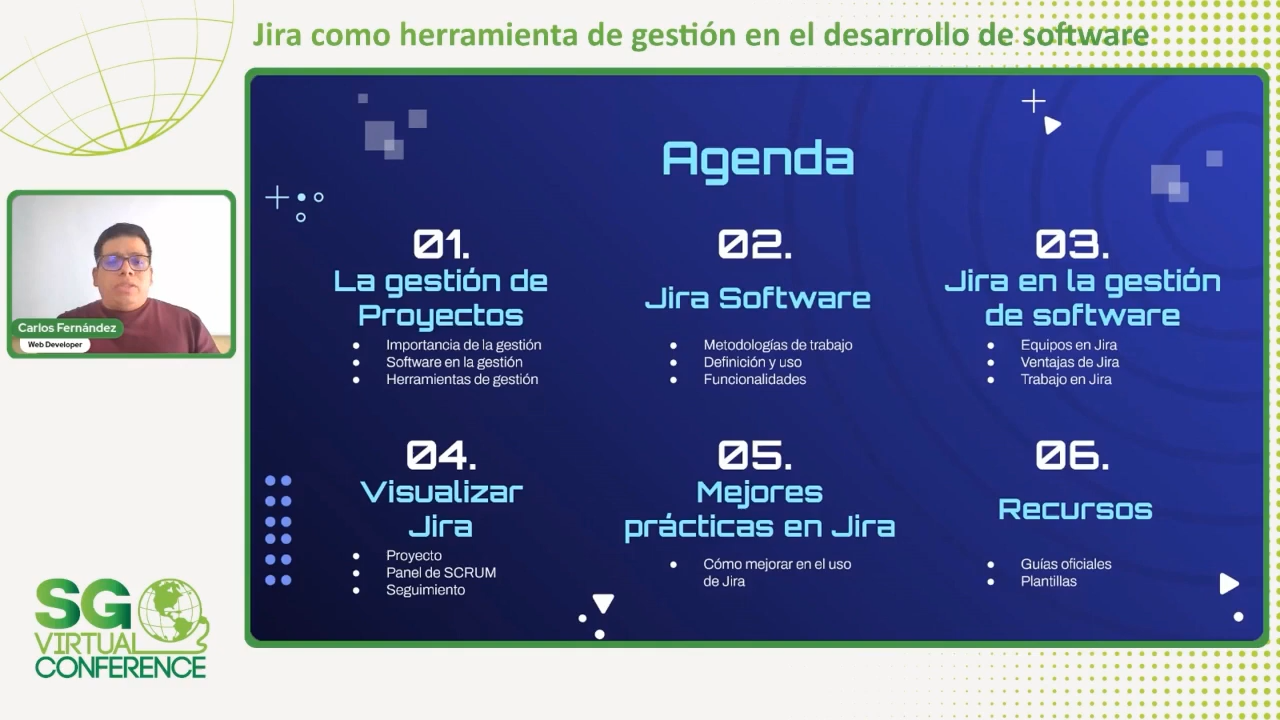 Jira como herramienta de gestión en el desarrollo de software
Agenda
01.
La gestión de
Proyectos
• Importancia de la gestión
• Software en la gestión
• Herramientas de gestión
02.
Jira Software
• Metodologías de trabajo
• Definición y uso
• Funcionalidades
03.
Jira en la gestión
de software
• Equipos en Jira
• Ventajas de Jira
• Trabajo en Jira
04.
Visualizar
Jira
• Proyecto
• Panel de SCRUM
• Seguimiento
05.
Mejores
prácticas en Jira
• Cómo mejorar en el uso
de Jira
06.
Recursos
• Guías oficiales
• Plantillas
Carlos Fernández
Web Developer
SG
VIRTUAL
CONFERENCE